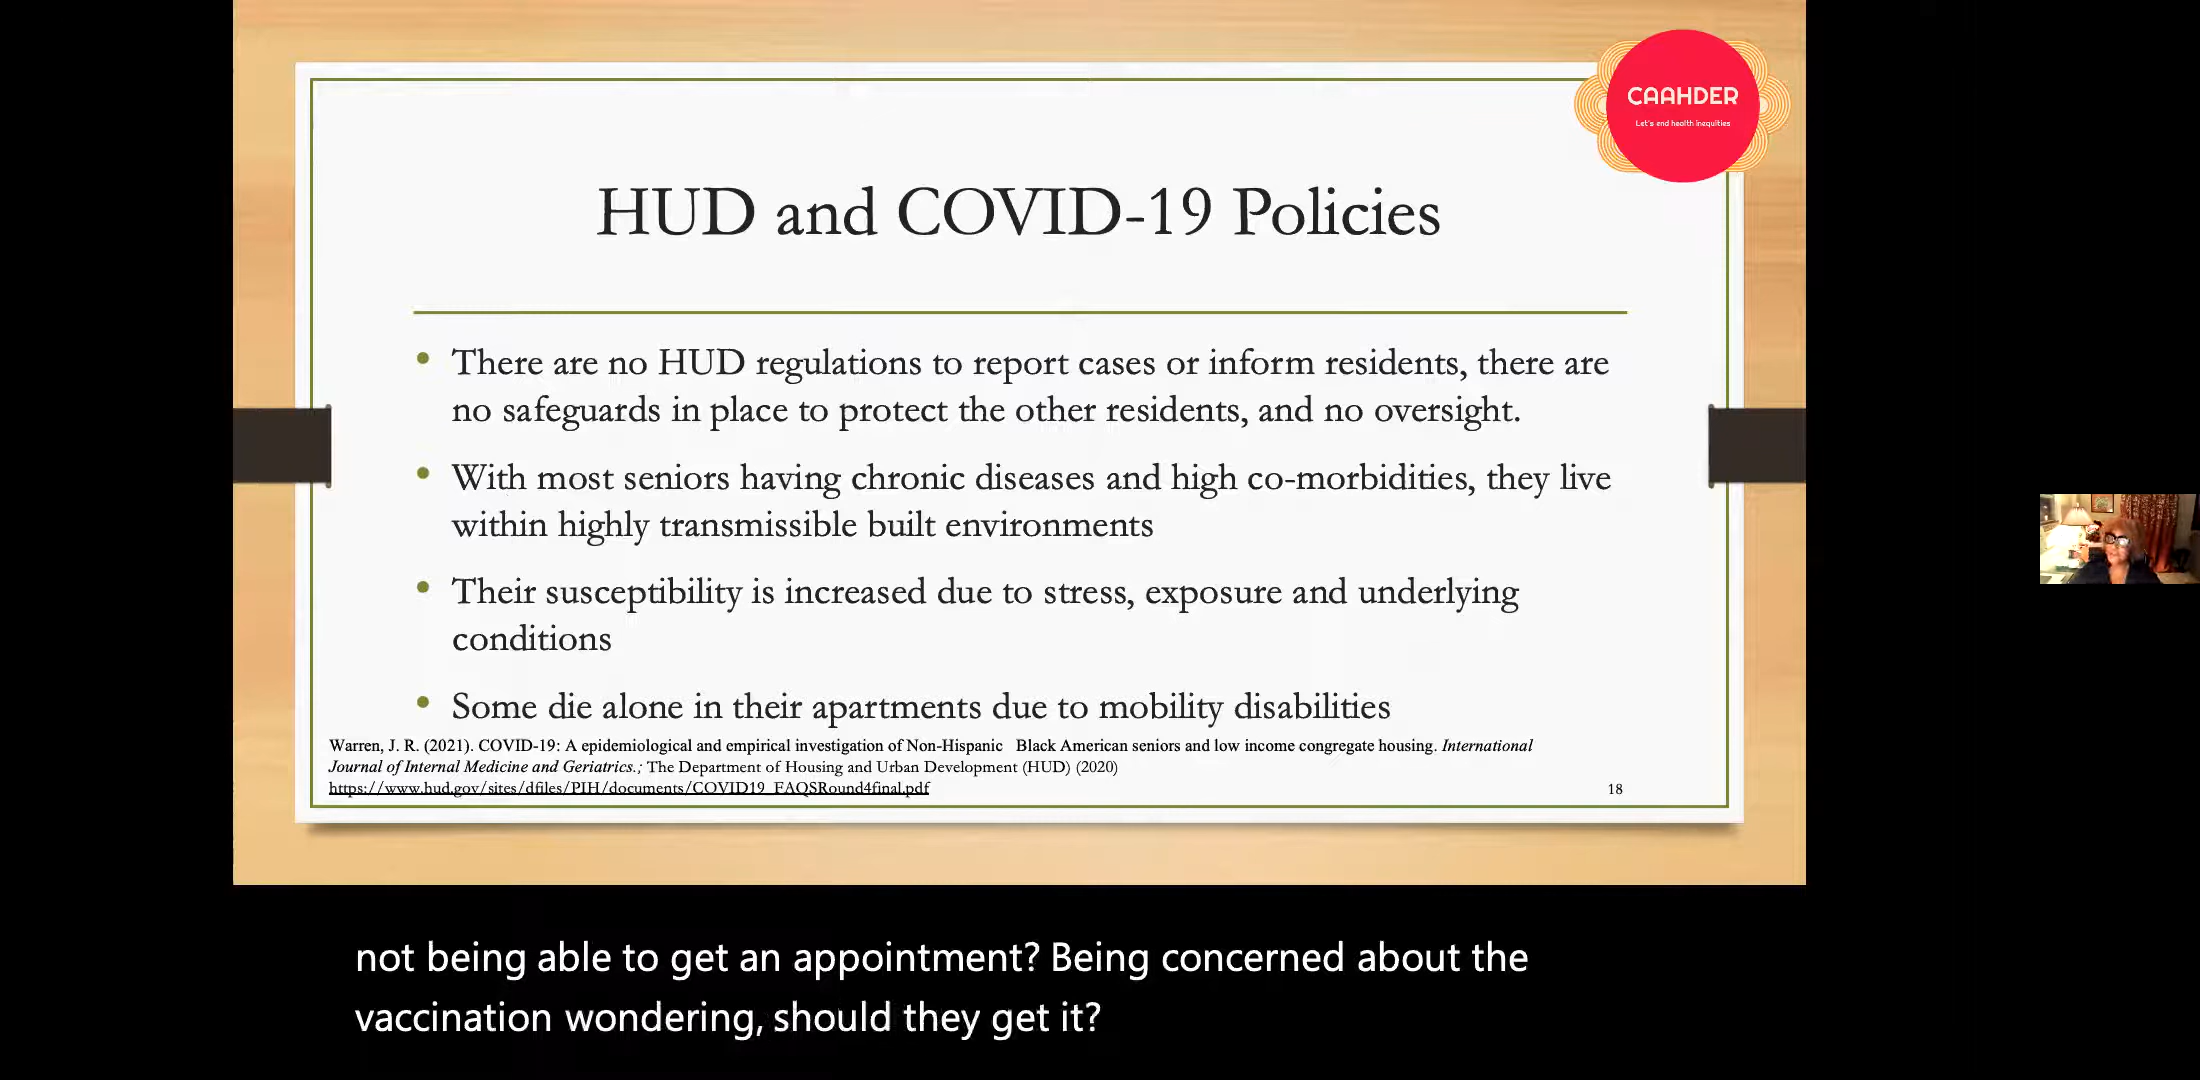 CAAHDER
Let's end health inequities
HUD and COVID-19 Policies
• There are no HUD regulations to report cases or inform residents, there are
no safeguards in place to protect the other residents, and no oversight.
• With most seniors having chronic diseases and high co-morbidities, they live
within highly transmissible built environments
• Their susceptibility is increased due to stress, exposure and underlying
conditions
• Some die alone in their apartments due to mobility disabilities
Warren, J. R. (2021). COVID-19: A epidemiological and empirical investigation of Non-Hispanic Black American seniors and low income congregate housing. International
Journal of Internal Medicine and Geriatrics.; The Department of Housing and Urban Development (HUD) (2020)
https://www.hud.gov/sites/dfiles/PIH/documents/COVID19_FAQSRound4final.pdf
18
not being able to get an appointment? Being concerned about the
vaccination wondering, should they get it?